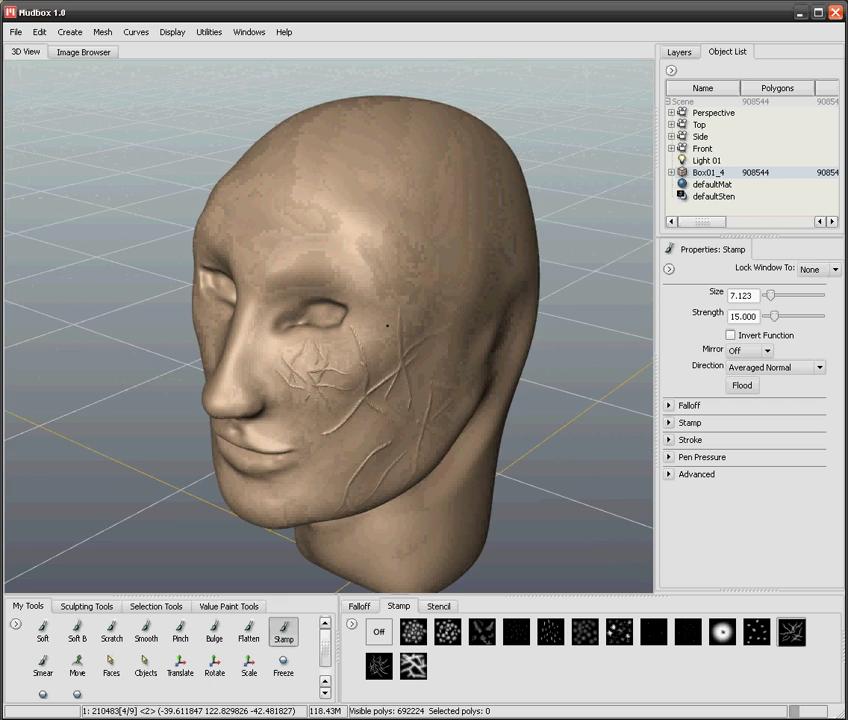 Mudbox 1.0
File Edit Create Mesh Curves Display Utilities Windows Help
3D View Image Browser
Layers Object List
Name Polygons
Scene 908544 90854
Perspective
Top
Side
Front
Light 01
Box01_4 908544 90854
defaultMat
defaultSten
Properties: Stamp
Lock Window To: None
Size 7.123
Strength 15.000
Invert Function
Mirror Off
Direction Averaged Normal
Flood
Falloff
Stamp
Stroke
Pen Pressure
Advanced
My Tools Sculpting Tools Selection Tools Value Paint Tools
Soft Soft B Scratch Smooth Pinch Bulge Flatten Stamp
Smear Move Faces Objects Translate Rotate Scale Freeze
Falloff Stamp Stencil
Off
1: 210483[4/9] <2> (-39.611847 122.829826 -42.481827) 118.43M Visible polys: 692224 Selected polys: 0